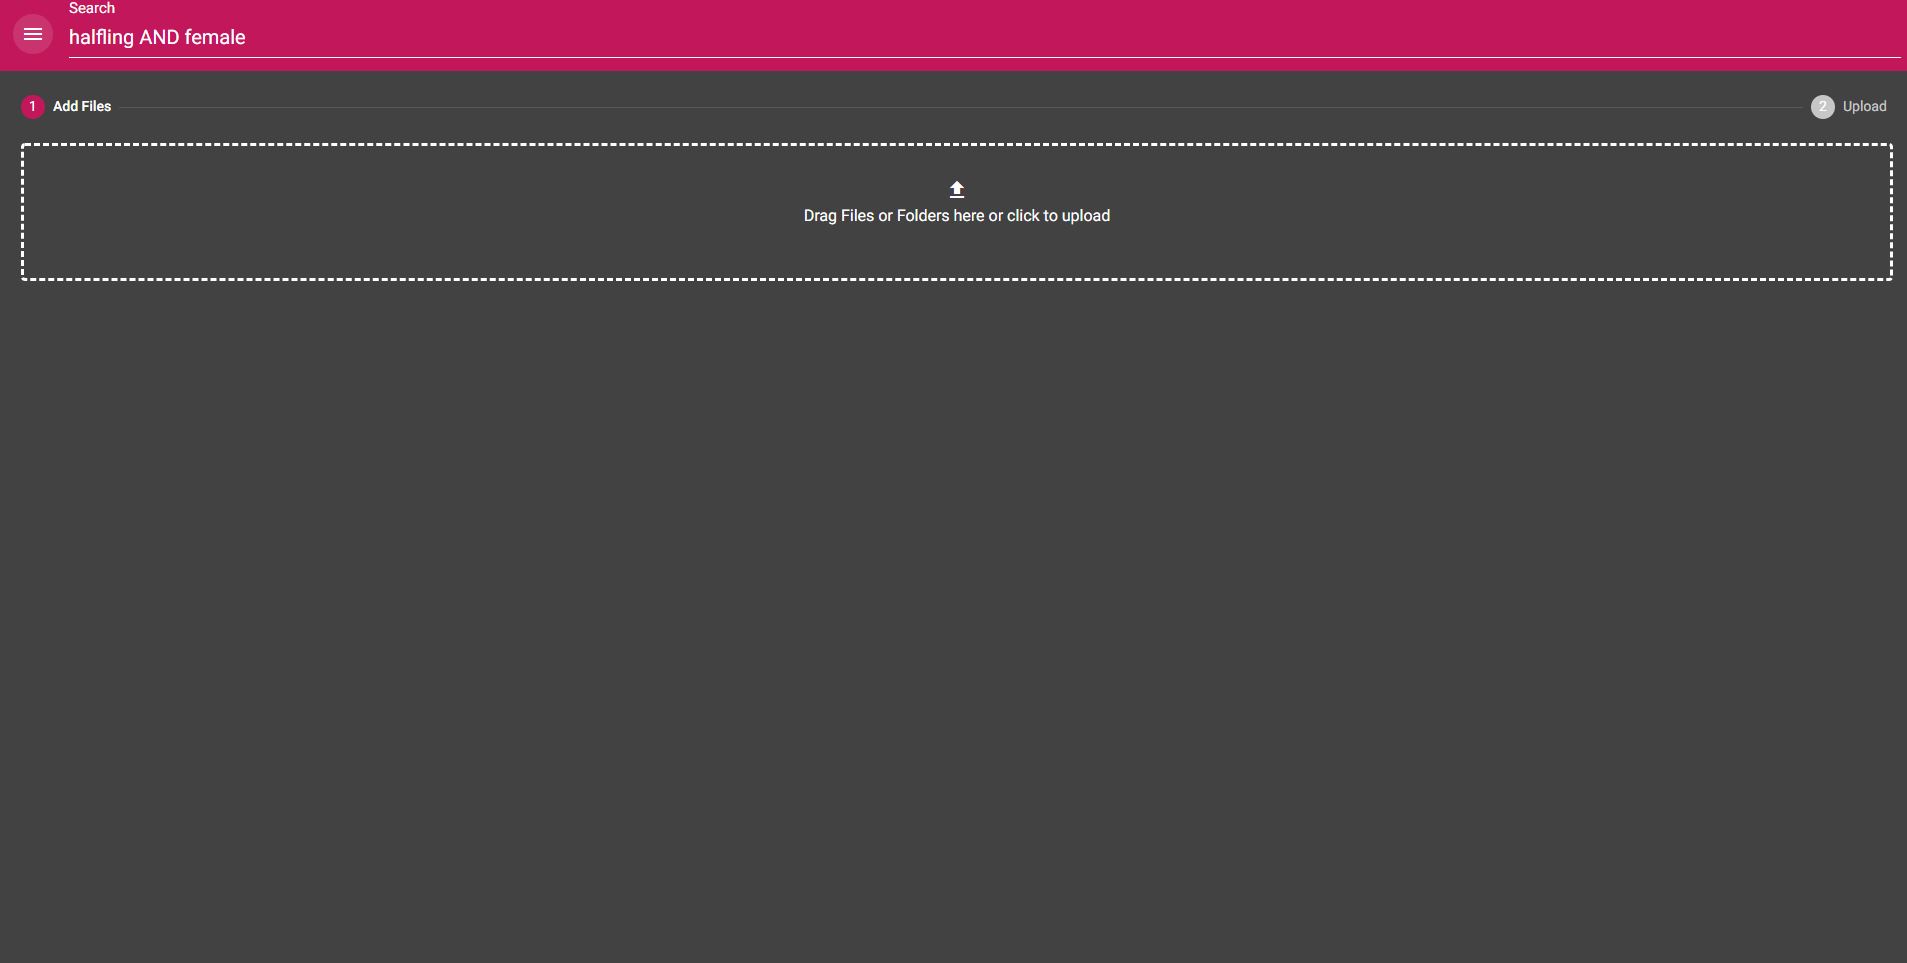 Search
halfling AND female
1 Add Files
2 Upload
Drag Files or Folders here or click to upload